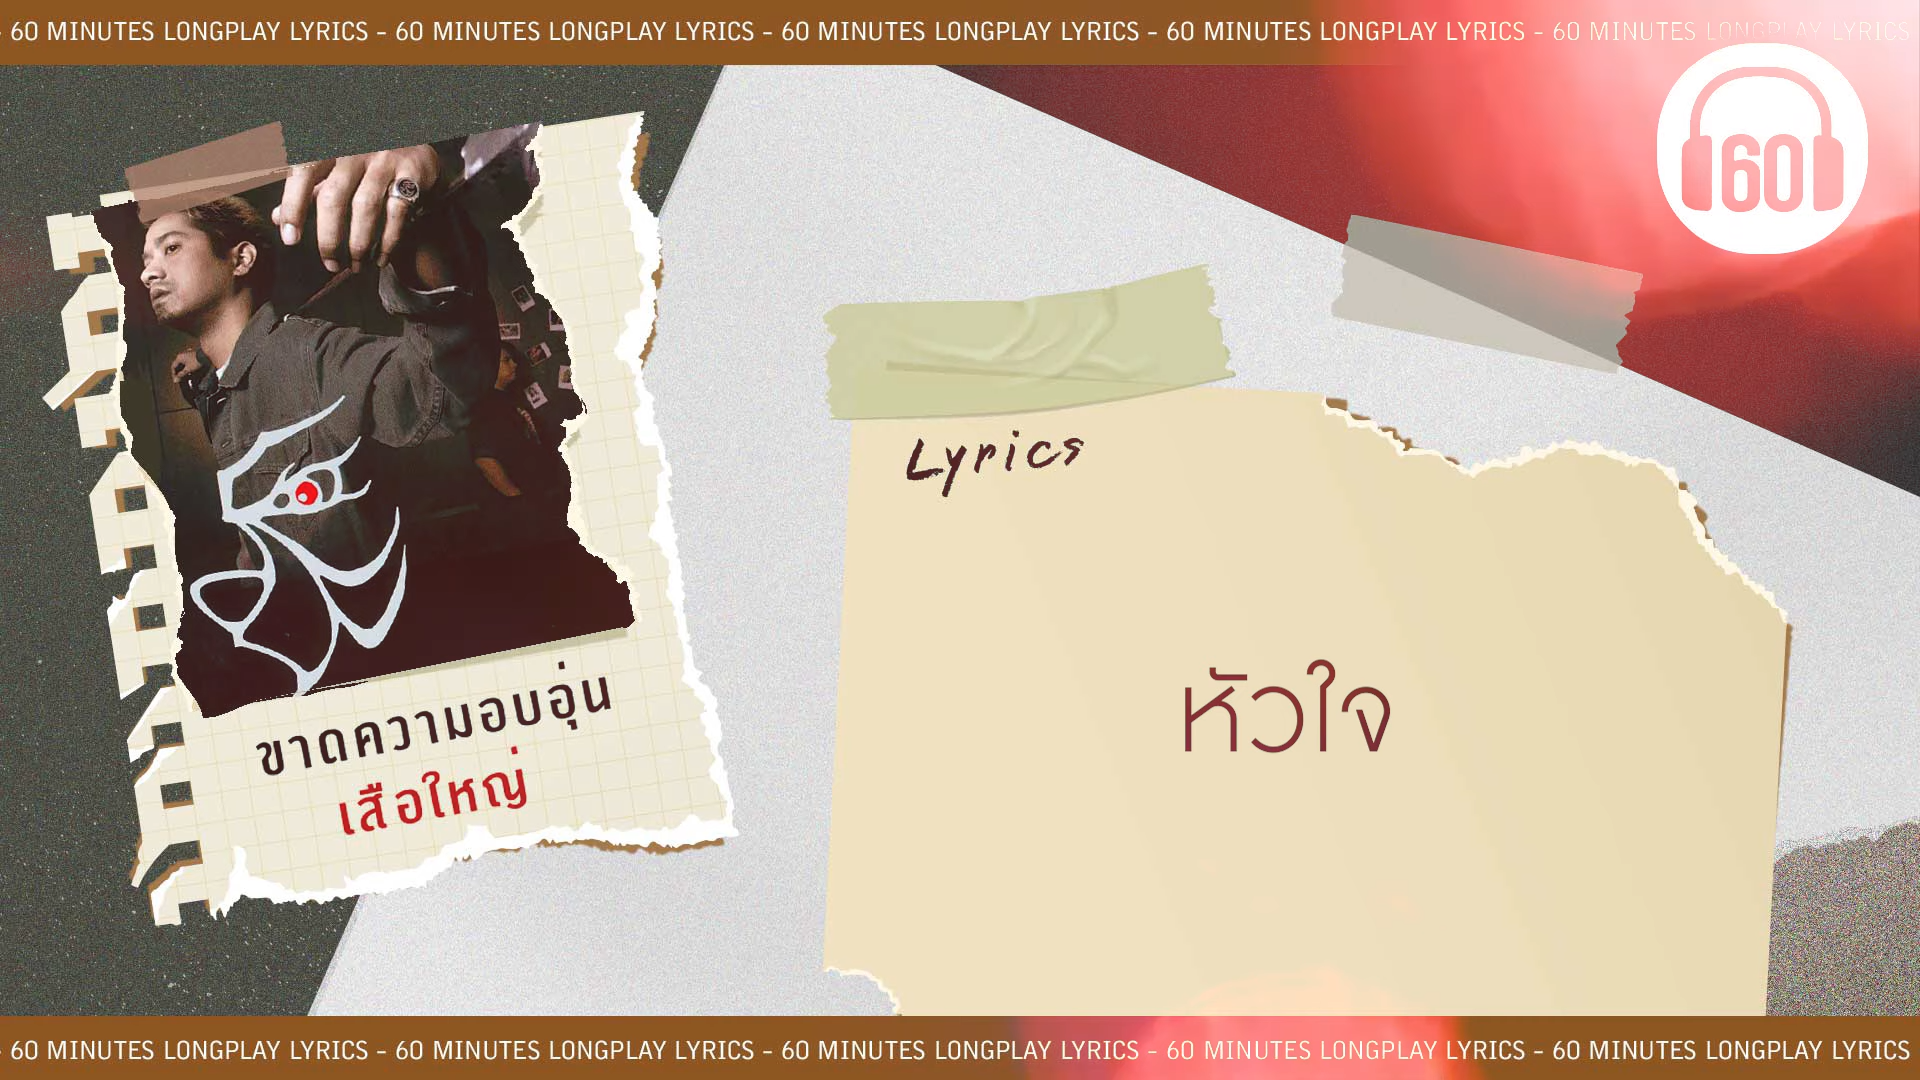 - 60 MINUTES LONGPLAY LYRICS - 60 MINUTES LONGPLAY LYRICS - 60 MINUTES LONGPLAY LYRICS - 60 MINUTES LONGPLAY LYRICS - 60 MINUTES LONGPLAY LYRICS
60
Lyrics
หัวใจ
ขาดความอบอุ่น
เสือใหญ่
- 60 MINUTES LONGPLAY LYRICS - 60 MINUTES LONGPLAY LYRICS - 60 MINUTES LONGPLAY LYRICS - 60 MINUTES LONGPLAY LYRICS - 60 MINUTES LONGPLAY LYRICS